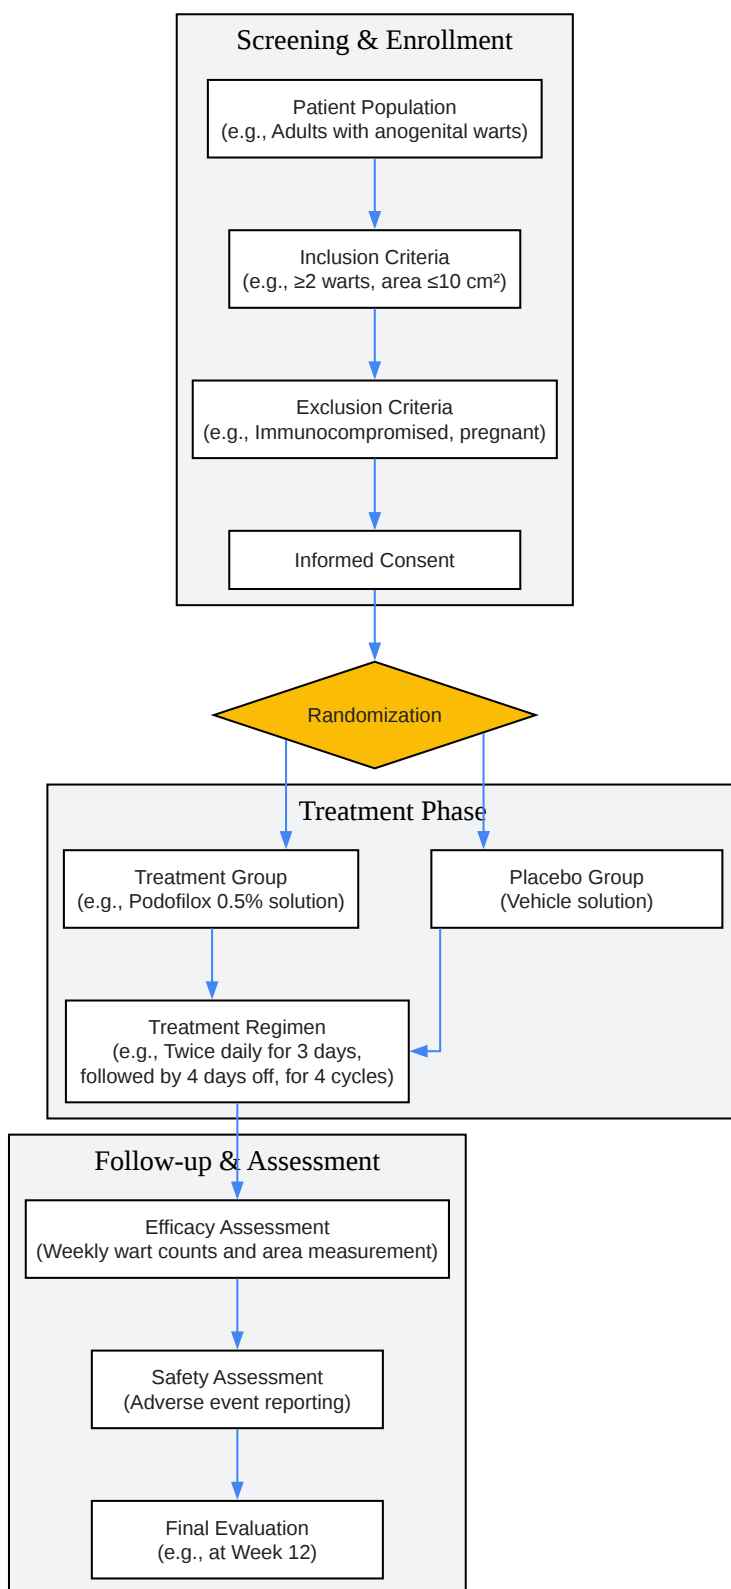 Screening & Enrollment
Patient Population
(e.g., Adults with anogenital warts)
Inclusion Criteria
(e.g., ≥2 warts, area ≤10 cm²)
Exclusion Criteria
(e.g., Immunocompromised, pregnant)
Informed Consent
Randomization
Treatment Phase
Treatment Group
(e.g., Podofilox 0.5% solution)
Placebo Group
(Vehicle solution)
Treatment Regimen
(e.g., Twice daily for 3 days,
followed by 4 days off, for 4 cycles)
Follow-up & Assessment
Efficacy Assessment
(Weekly wart counts and area measurement)
Safety Assessment
(Adverse event reporting)
Final Evaluation
(e.g., at Week 12)